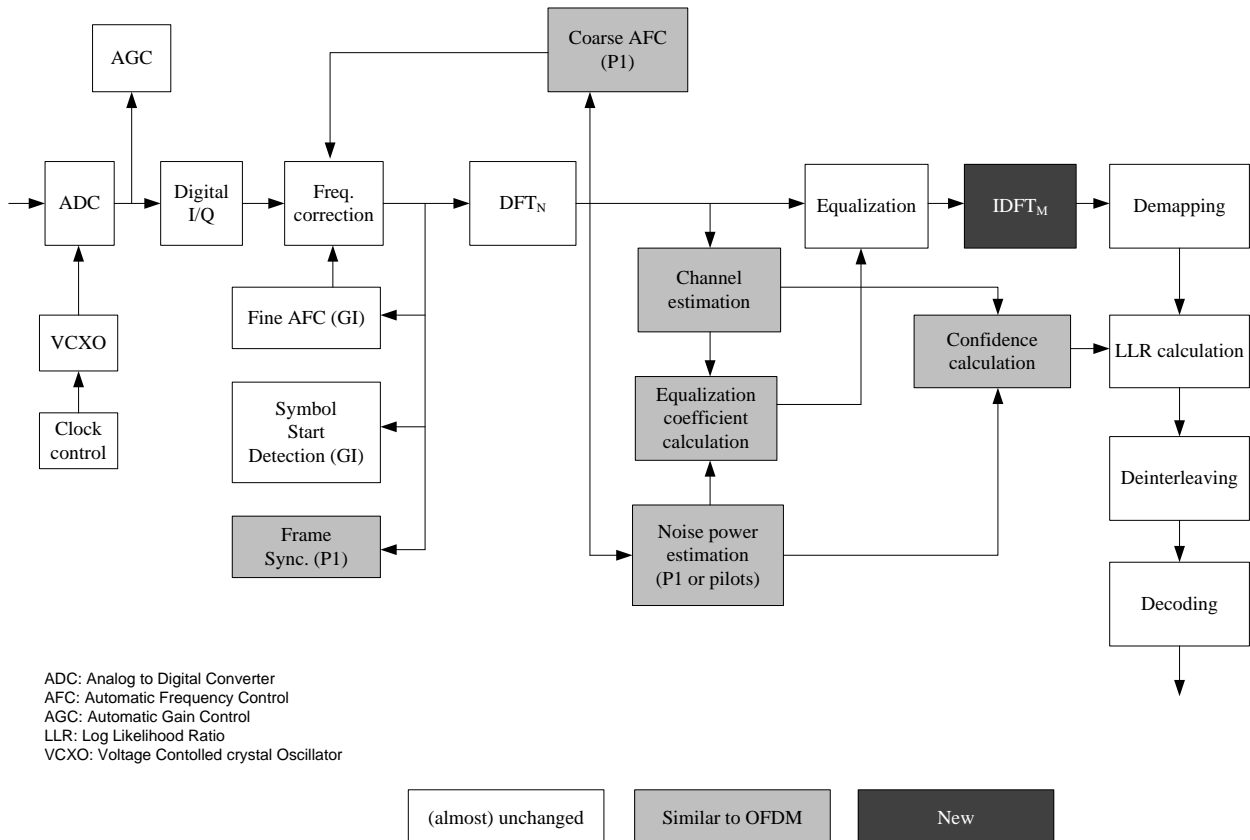 Coarse AFC
(P1)
AGC
ADC
Digital
I/Q
Freq.
correction
DFTN
Equalization
IDFTM
Demapping
Channel
estimation
Fine AFC (GI)
VCXO
Confidence
calculation
LLR calculation
Equalization
coefficient
calculation
Symbol
Start
Detection (GI)
Clock
control
Deinterleaving
Frame
Sync. (P1)
Noise power
estimation
(P1 or pilots)
Decoding
ADC: Analog to Digital Converter
AFC: Automatic Frequency Control
AGC: Automatic Gain Control
LLR: Log Likelihood Ratio
VCXO: Voltage Contolled crystal Oscillator
(almost) unchanged
Similar to OFDM
New